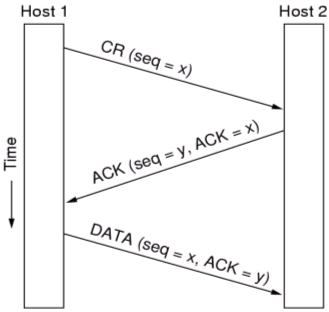 Host 1
Host 2
CR (seq = x)
ACK (seq = y, ACK = x)
Time
DATA (seq = x, ACK = y)